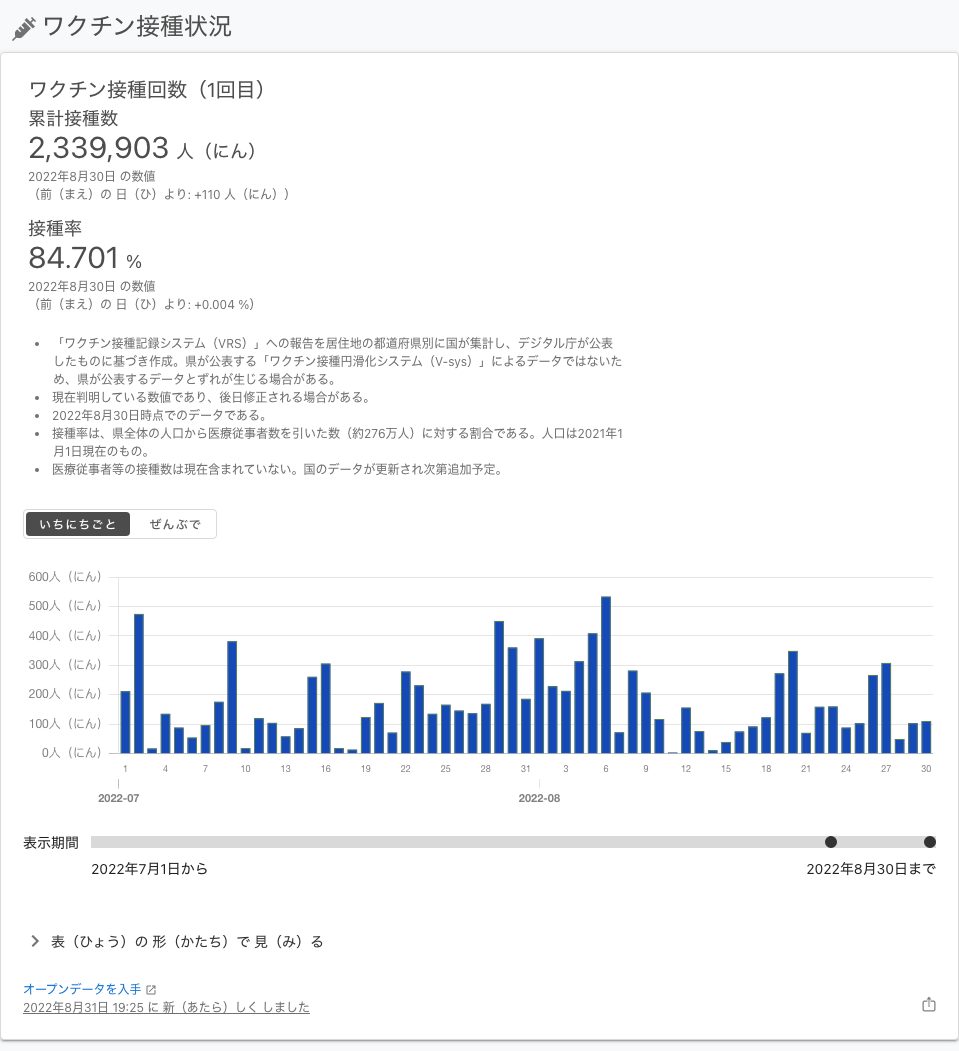 ワクチン接種状況
ワクチン接種回数（1回目）
累計接種数
2,339,903 人（にん）
2022年8月30日 の数値
（前（まえ）の 日（ひ）より: +110 人（にん））
接種率
84.701 %
2022年8月30日 の数値
（前（まえ）の 日（ひ）より: +0.004 %）
• 「ワクチン接種記録システム（VRS）」への報告を居住地の都道府県別に国が集計し、デジタル庁が公表
したものに基づき作成。県が公表する「ワクチン接種円滑化システム（V-sys）」によるデータではないた
め、県が公表するデータとずれが生じる場合がある。
• 現在判明している数値であり、後日修正される場合がある。
• 2022年8月30日時点でのデータである。
• 接種率は、県全体の人口から医療従事者数を引いた数（約276万人）に対する割合である。人口は2021年1
月1日現在のもの。
• 医療従事者等の接種数は現在含まれていない。国のデータが更新され次第追加予定。
いちにちごと ぜんぶで
600人（にん）
500人（にん）
400人（にん）
300人（にん）
200人（にん）
100人（にん）
0人（にん）
1 4 7 10 13 16 19 22 25 28 31 3 6 9 12 15 18 21 24 27 30
2022-07 2022-08
表示期間
2022年7月1日から 2022年8月30日まで
表（ひょう）の 形（かたち）で 見（み）る
オープンデータを入手
2022年8月31日 19:25 に 新（あたら）しく しました